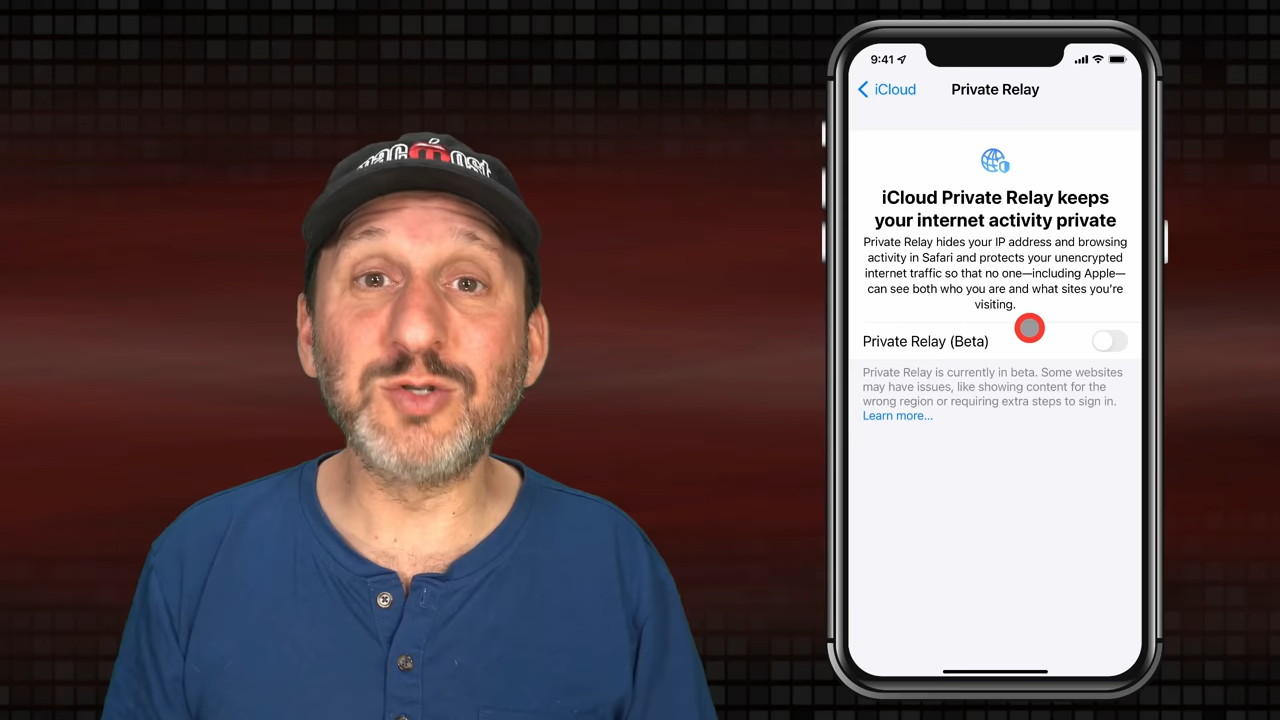 macmost
9:41
iCloud
Private Relay
iCloud Private Relay keeps
your internet activity private
Private Relay hides your IP address and browsing
activity in Safari and protects your unencrypted
internet traffic so that no one—including Apple—
can see both who you are and what sites you're
visiting.
Private Relay (Beta)
Private Relay is currently in beta. Some websites
may have issues, like showing content for the
wrong region or requiring extra steps to sign in.
Learn more...